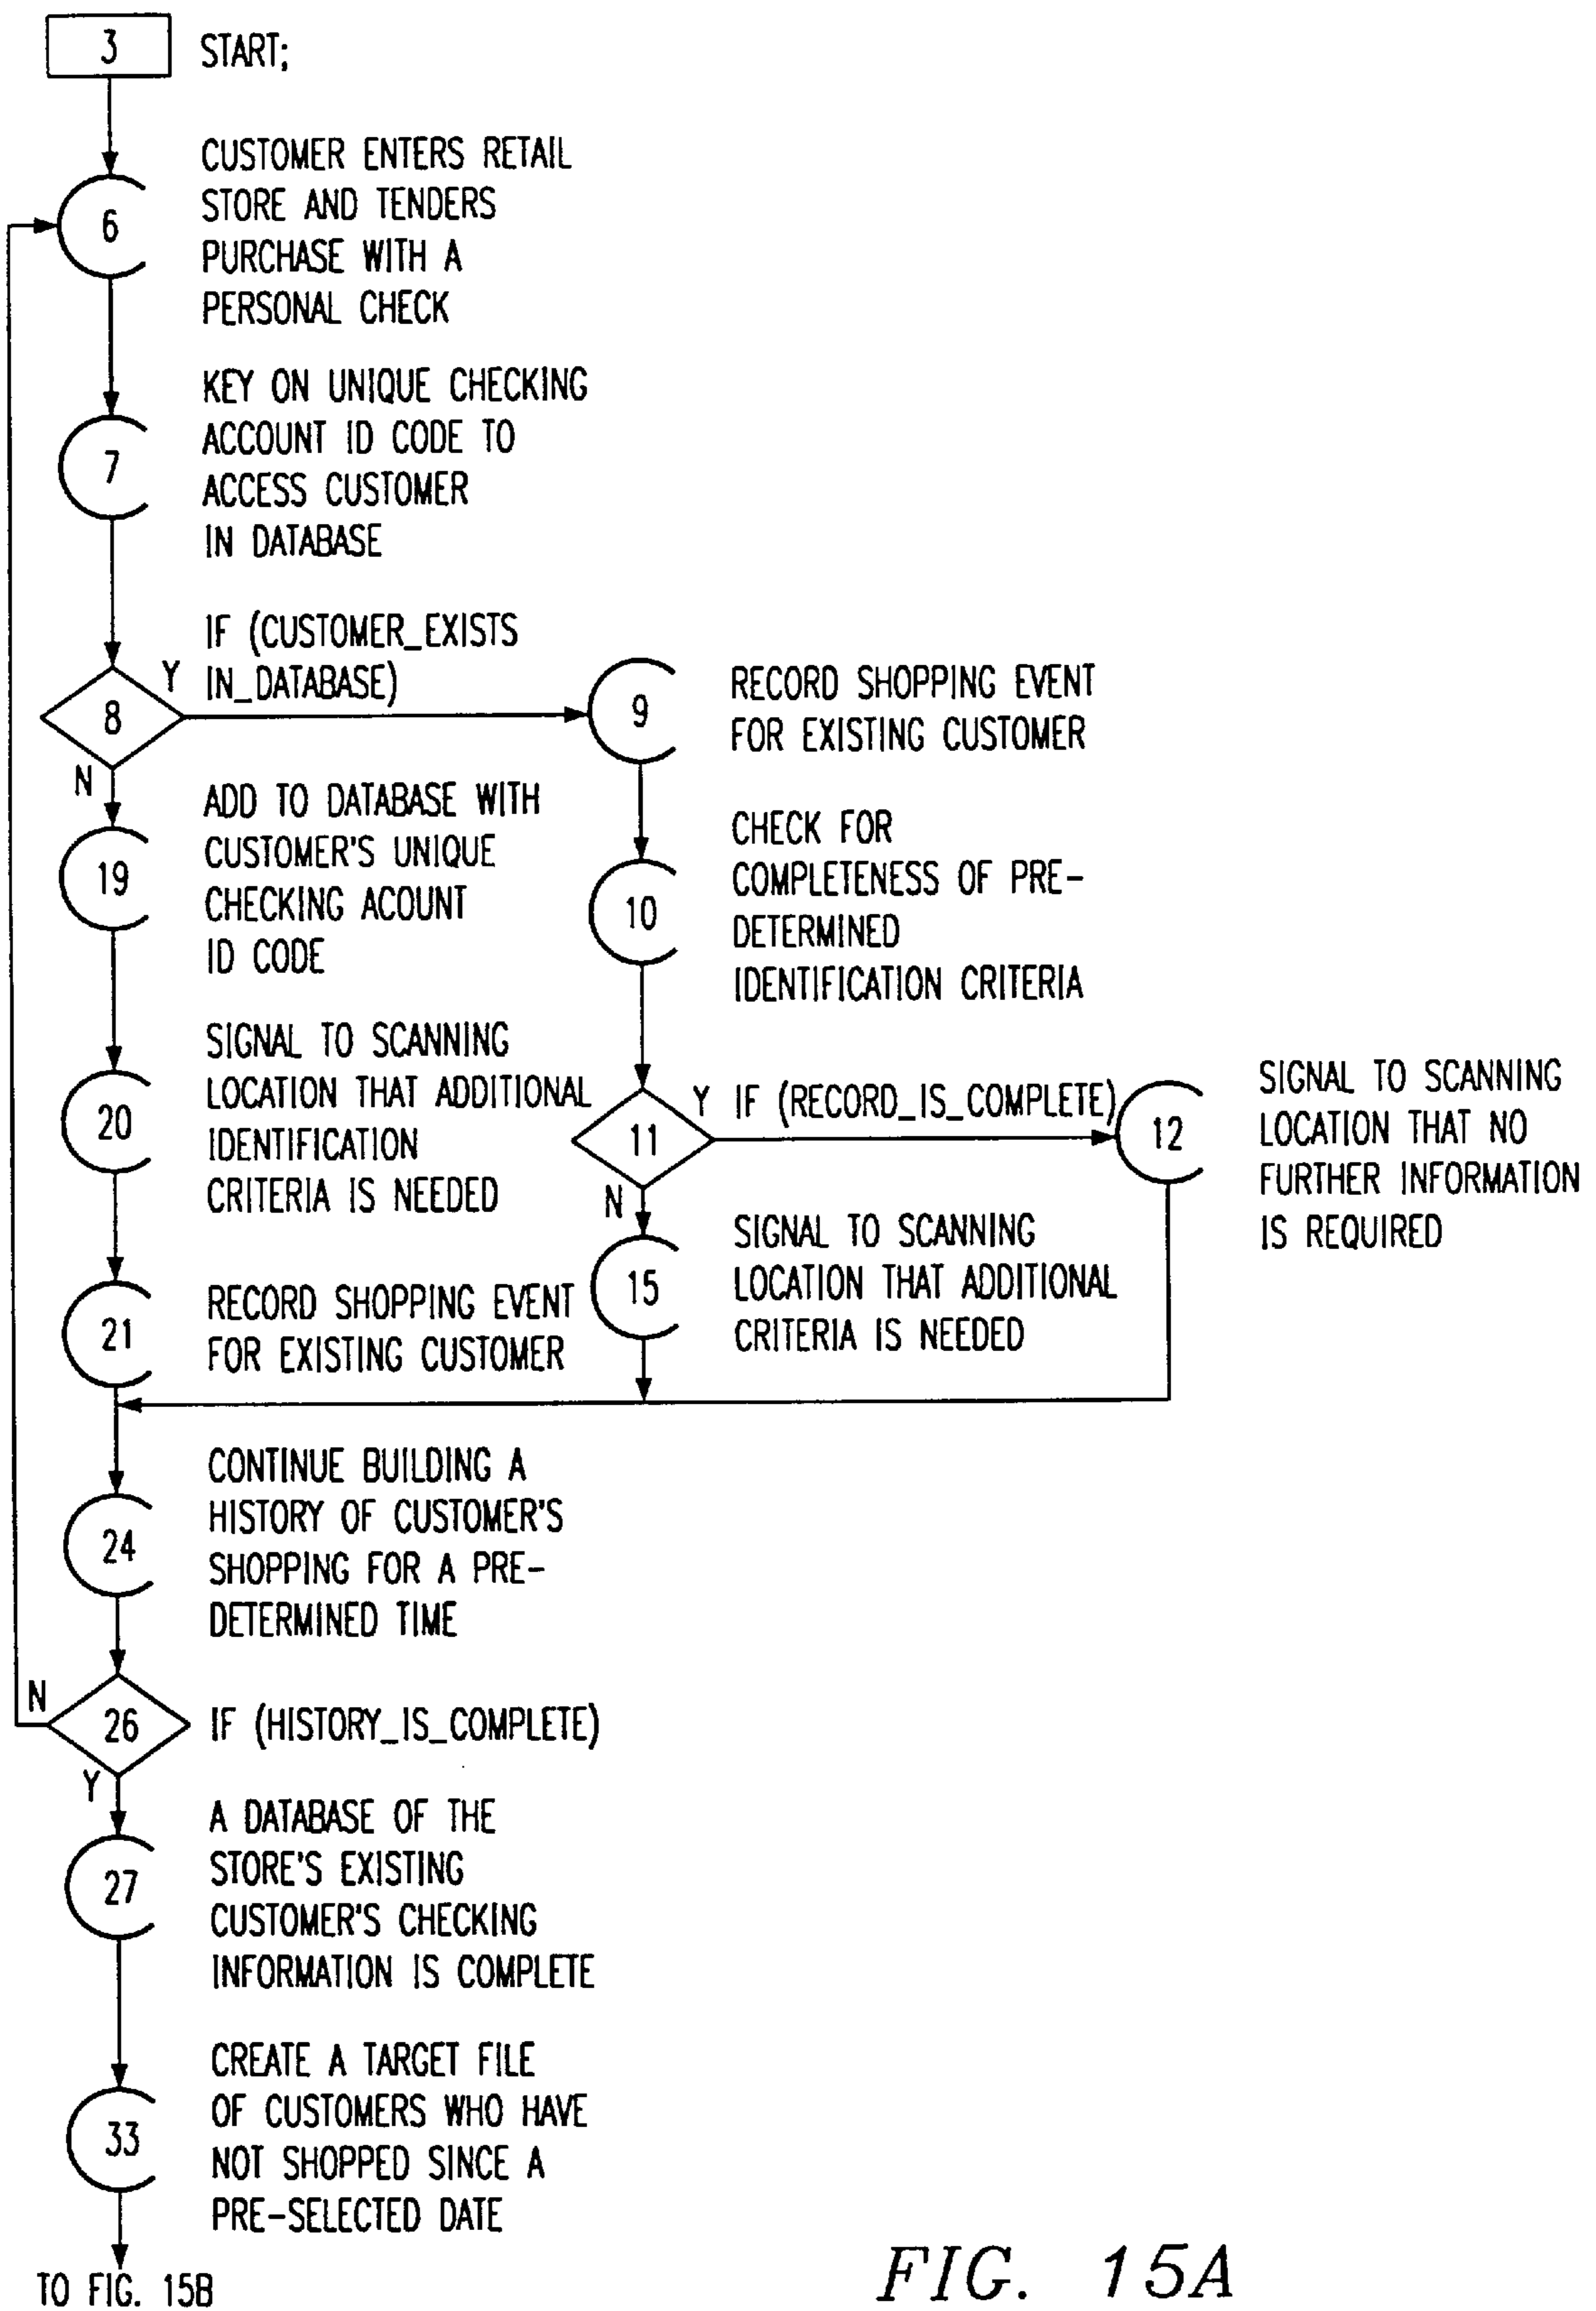 3 START;
CUSTOMER ENTERS RETAIL
STORE AND TENDERS
6
PURCHASE WITH A
PERSONAL CHECK
KEY ON UNIQUE CHECKING
ACCOUNT ID CODE TO
7
ACCESS CUSTOMER
IN DATABASE
IF (CUSTOMER_EXISTS
Y IN_DATABASE)
8
N
9
RECORD SHOPPING EVENT
FOR EXISTING CUSTOMER
ADD TO DATABASE WITH
CUSTOMER'S UNIQUE
19
CHECKING ACOUNT
ID CODE
CHECK FOR
COMPLETENESS OF PRE-
10
DETERMINED
IDENTIFICATION CRITERIA
SIGNAL TO SCANNING
LOCATION THAT ADDITIONAL
20
IDENTIFICATION
CRITERIA IS NEEDED
11
Y IF (RECORD_IS_COMPLETE)
N
12
SIGNAL TO SCANNING
LOCATION THAT NO
FURTHER INFORMATION
IS REQUIRED
15
SIGNAL TO SCANNING
LOCATION THAT ADDITIONAL
CRITERIA IS NEEDED
21
RECORD SHOPPING EVENT
FOR EXISTING CUSTOMER
CONTINUE BUILDING A
HISTORY OF CUSTOMER'S
24
SHOPPING FOR A PRE-
DETERMINED TIME
N
26 IF (HISTORY_IS_COMPLETE)
Y
A DATABASE OF THE
STORE'S EXISTING
27
CUSTOMER'S CHECKING
INFORMATION IS COMPLETE
CREATE A TARGET FILE
OF CUSTOMERS WHO HAVE
33
NOT SHOPPED SINCE A
PRE-SELECTED DATE
TO FIG. 15B
FIG. 15A